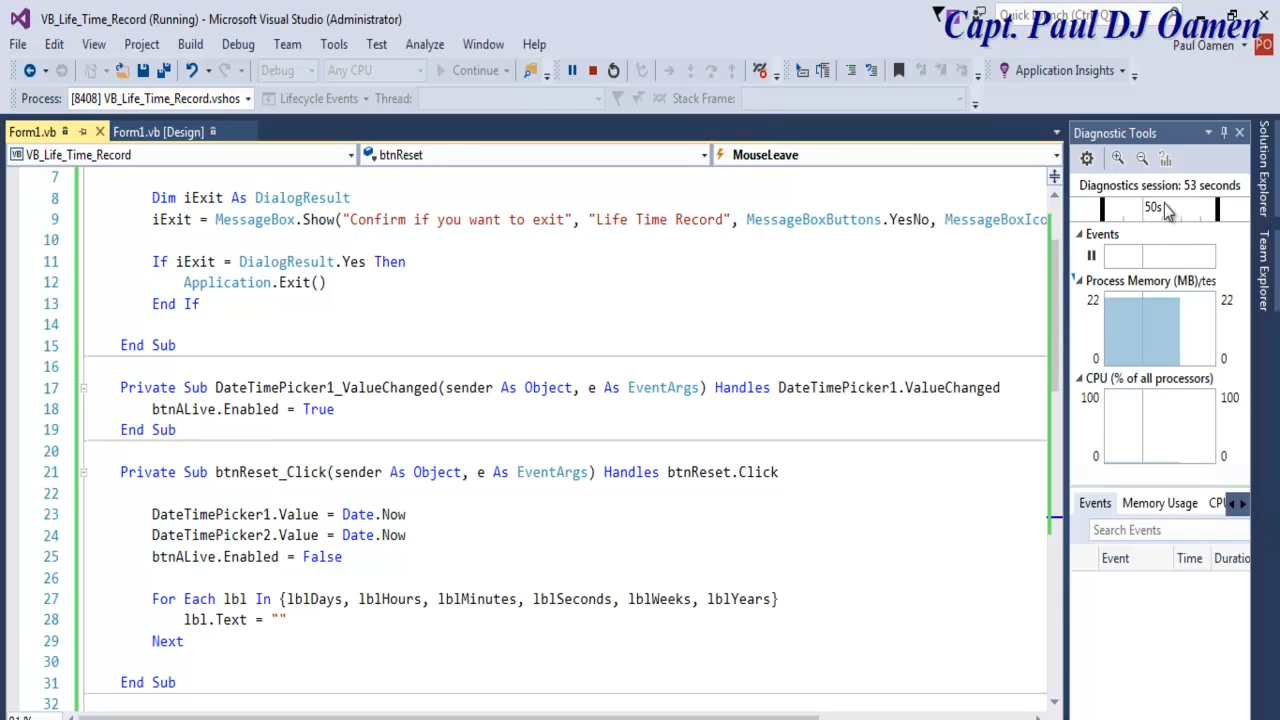 VB_Life_Time_Record (Running) - Microsoft Visual Studio (Administrator)
Quick Launch (Ctrl+Q)
Capt. Paul DJ Oamen
File Edit View Project Build Debug Team Tools Test Analyze Window Help
Paul Oamen PO
Debug Any CPU Continue Application Insights
Process: [8408] VB_Life_Time_Record.vshos Lifecycle Events Thread: Stack Frame:
Form1.vb Form1.vb [Design]
VB_Life_Time_Record btnReset MouseLeave
7
8 Dim iExit As DialogResult
9 iExit = MessageBox.Show("Confirm if you want to exit", "Life Time Record", MessageBoxButtons.YesNo, MessageBoxIco
10
11 If iExit = DialogResult.Yes Then
12 Application.Exit()
13 End If
14
15 End Sub
16
17 Private Sub DateTimePicker1_ValueChanged(sender As Object, e As EventArgs) Handles DateTimePicker1.ValueChanged
18 btnALive.Enabled = True
19 End Sub
20
21 Private Sub btnReset_Click(sender As Object, e As EventArgs) Handles btnReset.Click
22
23 DateTimePicker1.Value = Date.Now
24 DateTimePicker2.Value = Date.Now
25 btnALive.Enabled = False
26
27 For Each lbl In {lblDays, lblHours, lblMinutes, lblSeconds, lblWeeks, lblYears}
28 lbl.Text = ""
29 Next
30
31 End Sub
32
Diagnostic Tools
Diagnostics session: 53 seconds
50s
Events
Process Memory (MB)/tes
22 22
0 0
CPU (% of all processors)
100 100
0 0
Events Memory Usage CPU
Search Events
Event Time Duratio
Solution Explorer
Team Explorer